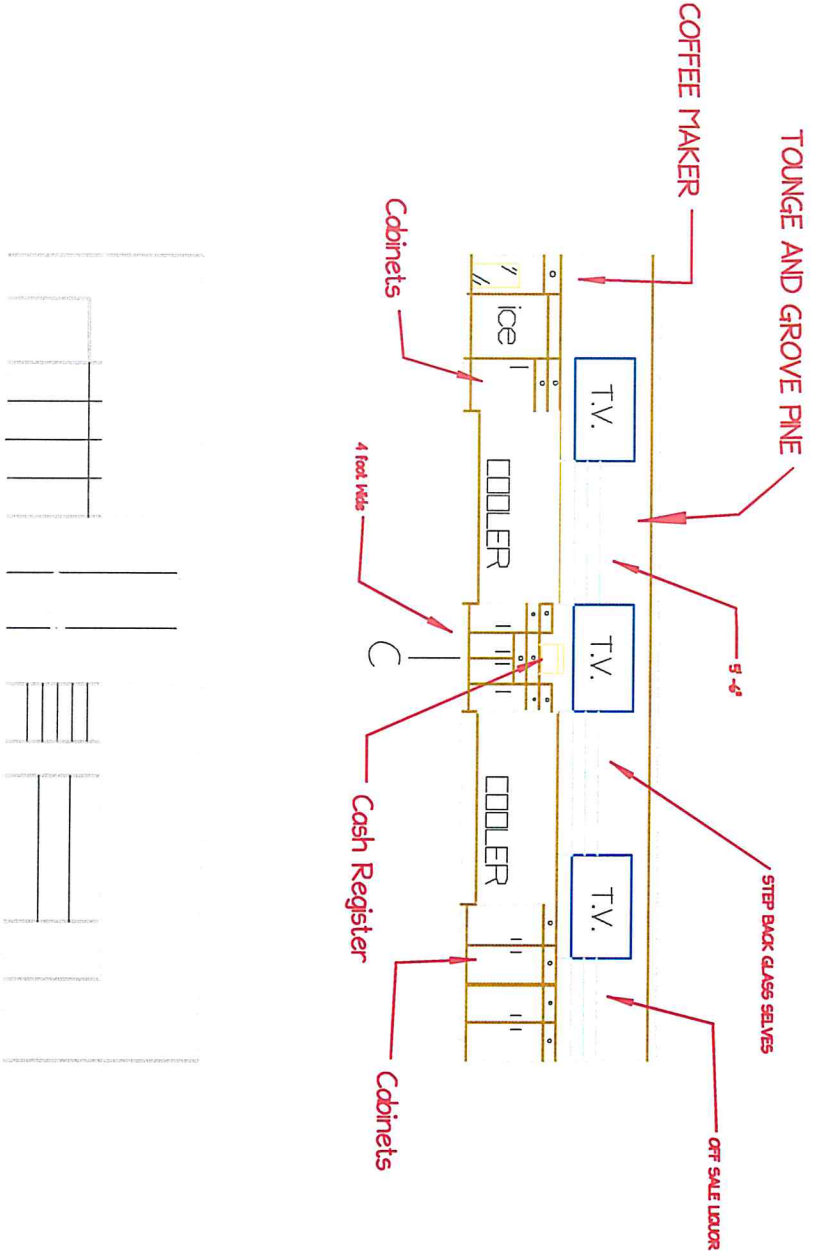 TOUNGE AND GROVE PINE
COFFEE MAKER
5'-6"
STEP BACK GLASS SELVES
OFF SALE LIQUOR
T.V.
T.V.
T.V.
ice
COOLER
COOLER
Cabinets
4 foot Wide
C
Cash Register
Cabinets